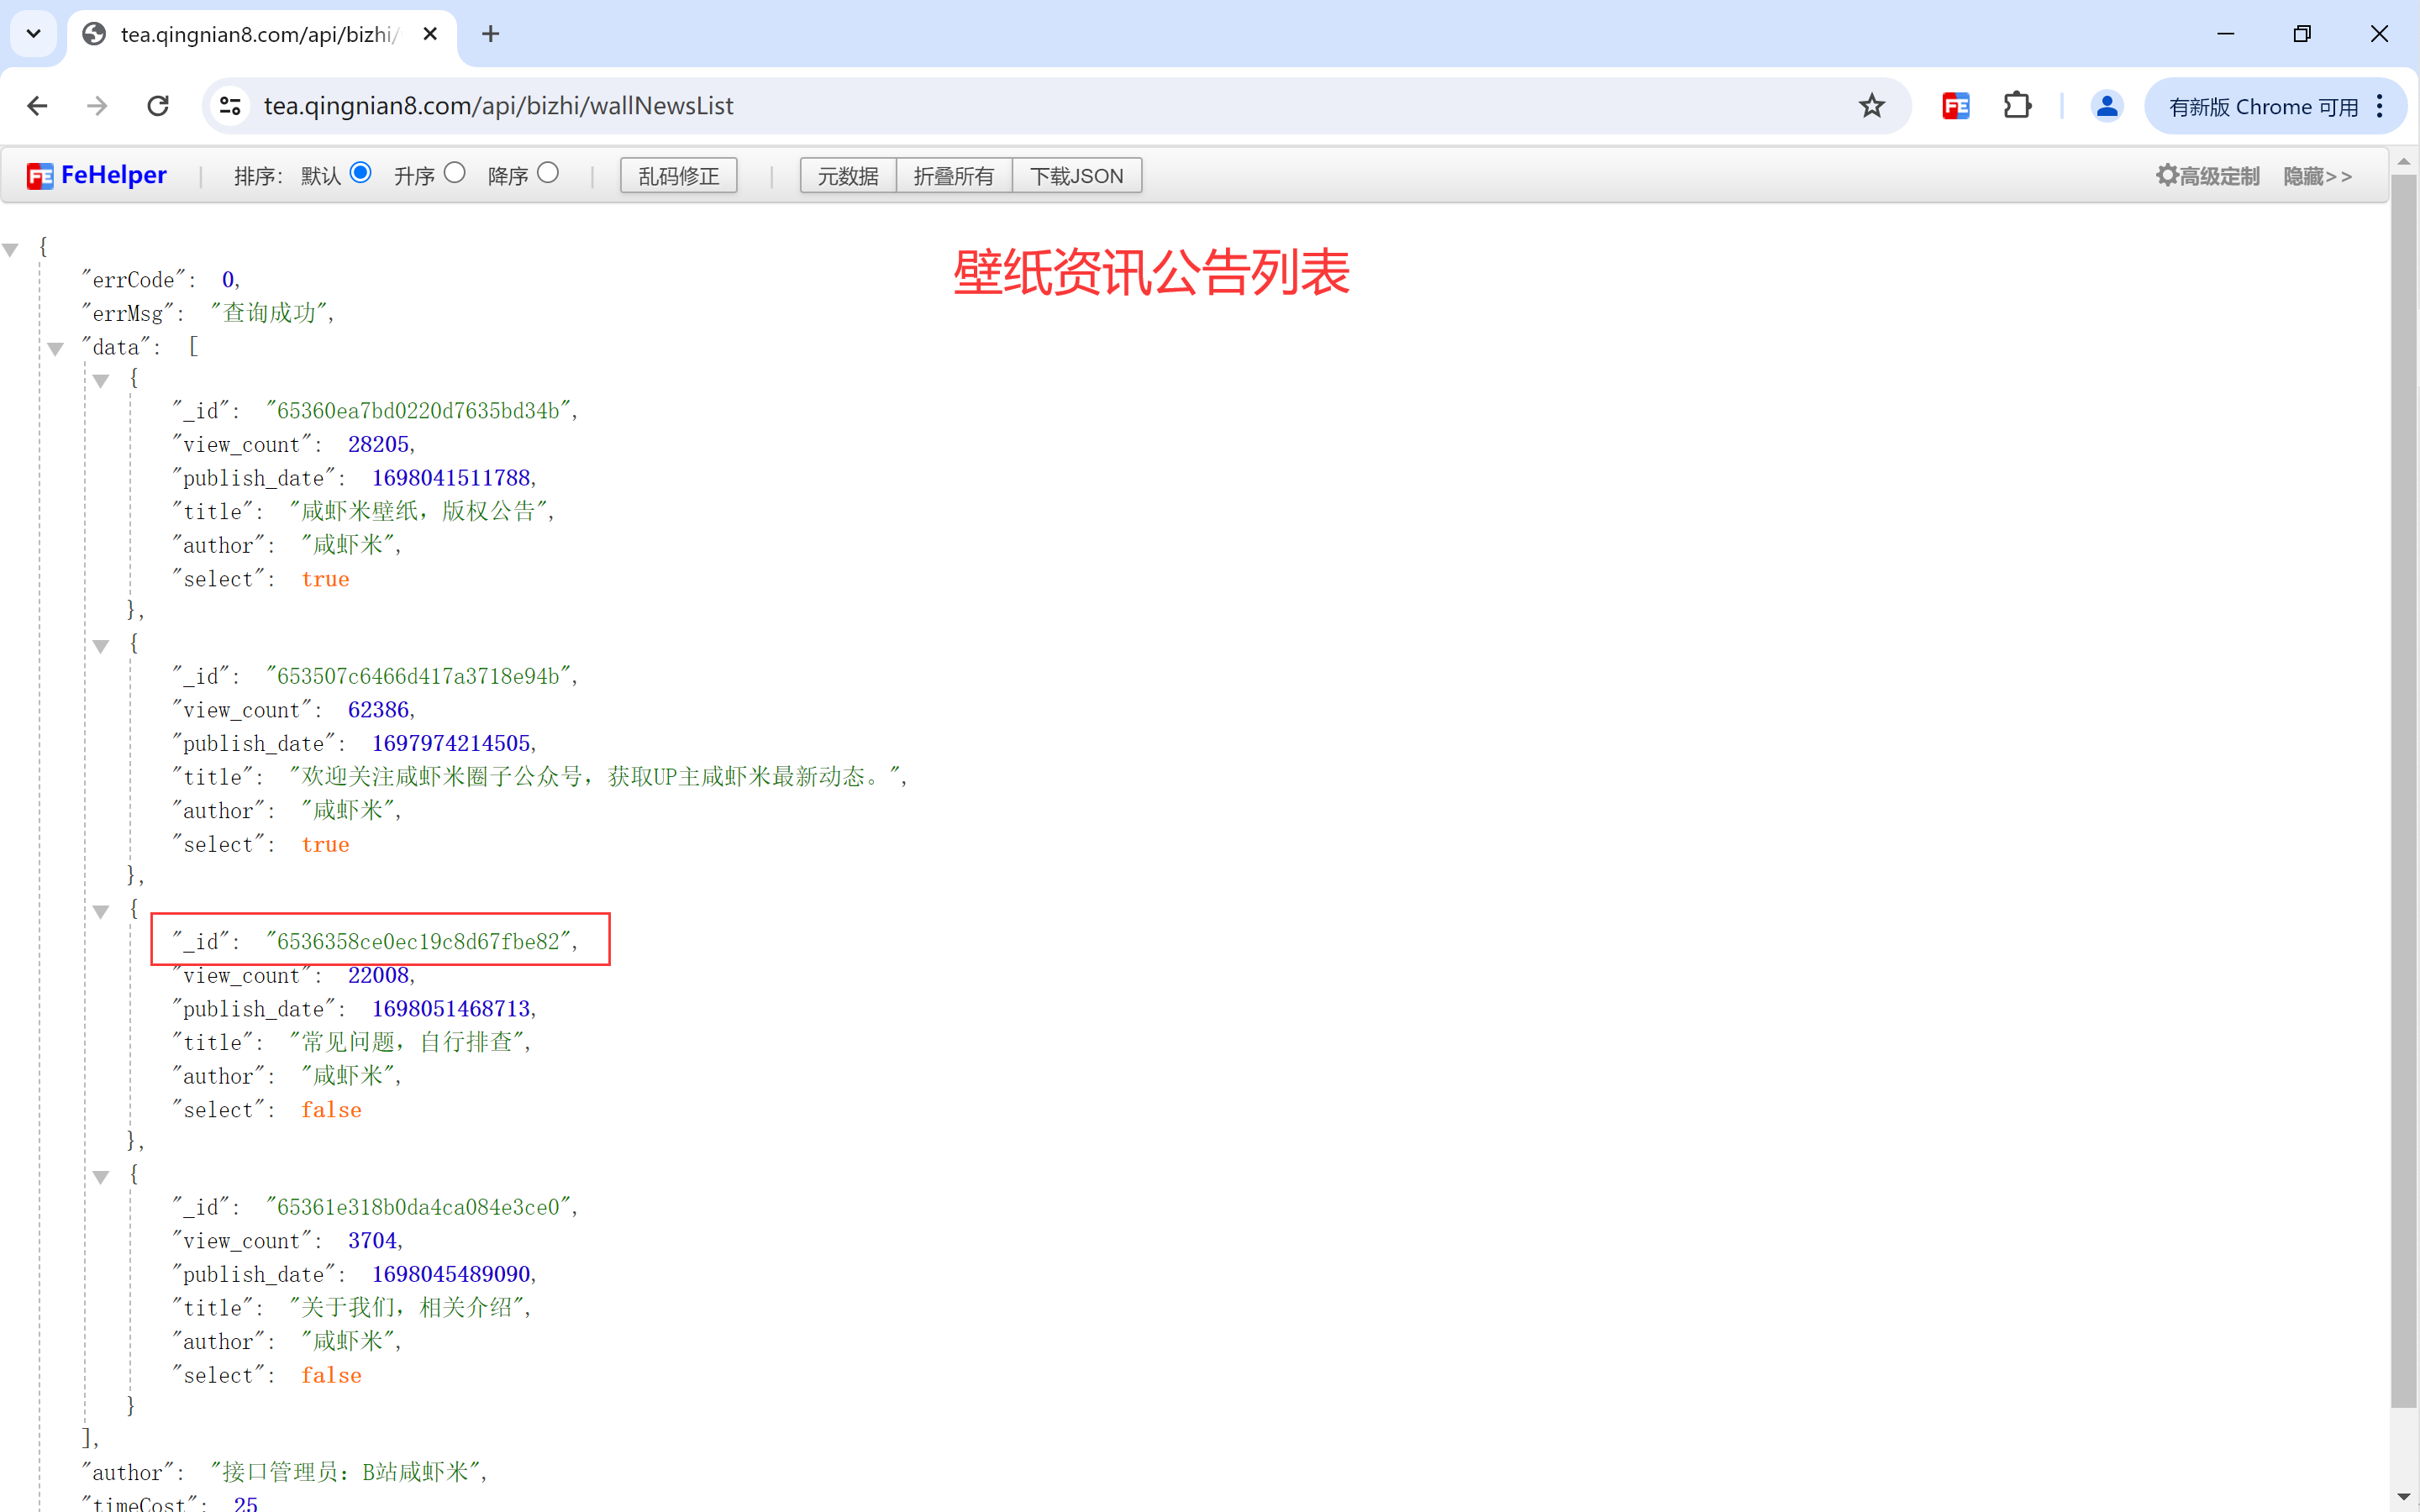 tea.qingnian8.com/api/bizhi/
tea.qingnian8.com/api/bizhi/wallNewsList
有新版 Chrome 可用
FeHelper | 排序: 默认 升序 降序 | 乱码修正 | 元数据 折叠所有 下载JSON 高级定制 隐藏>>
壁纸资讯公告列表
{
"errCode": 0,
"errMsg": "查询成功",
"data": [
{
"_id": "65360ea7bd0220d7635bd34b",
"view_count": 28205,
"publish_date": 1698041511788,
"title": "咸虾米壁纸，版权公告",
"author": "咸虾米",
"select": true
},
{
"_id": "653507c6466d417a3718e94b",
"view_count": 62386,
"publish_date": 1697974214505,
"title": "欢迎关注咸虾米圈子公众号，获取UP主咸虾米最新动态。",
"author": "咸虾米",
"select": true
},
{
"_id": "6536358ce0ec19c8d67fbe82",
"view_count": 22008,
"publish_date": 1698051468713,
"title": "常见问题，自行排查",
"author": "咸虾米",
"select": false
},
{
"_id": "65361e318b0da4ca084e3ce0",
"view_count": 3704,
"publish_date": 1698045489090,
"title": "关于我们，相关介绍",
"author": "咸虾米",
"select": false
}
],
"author": "接口管理员：B站咸虾米",
"timeCost": 25